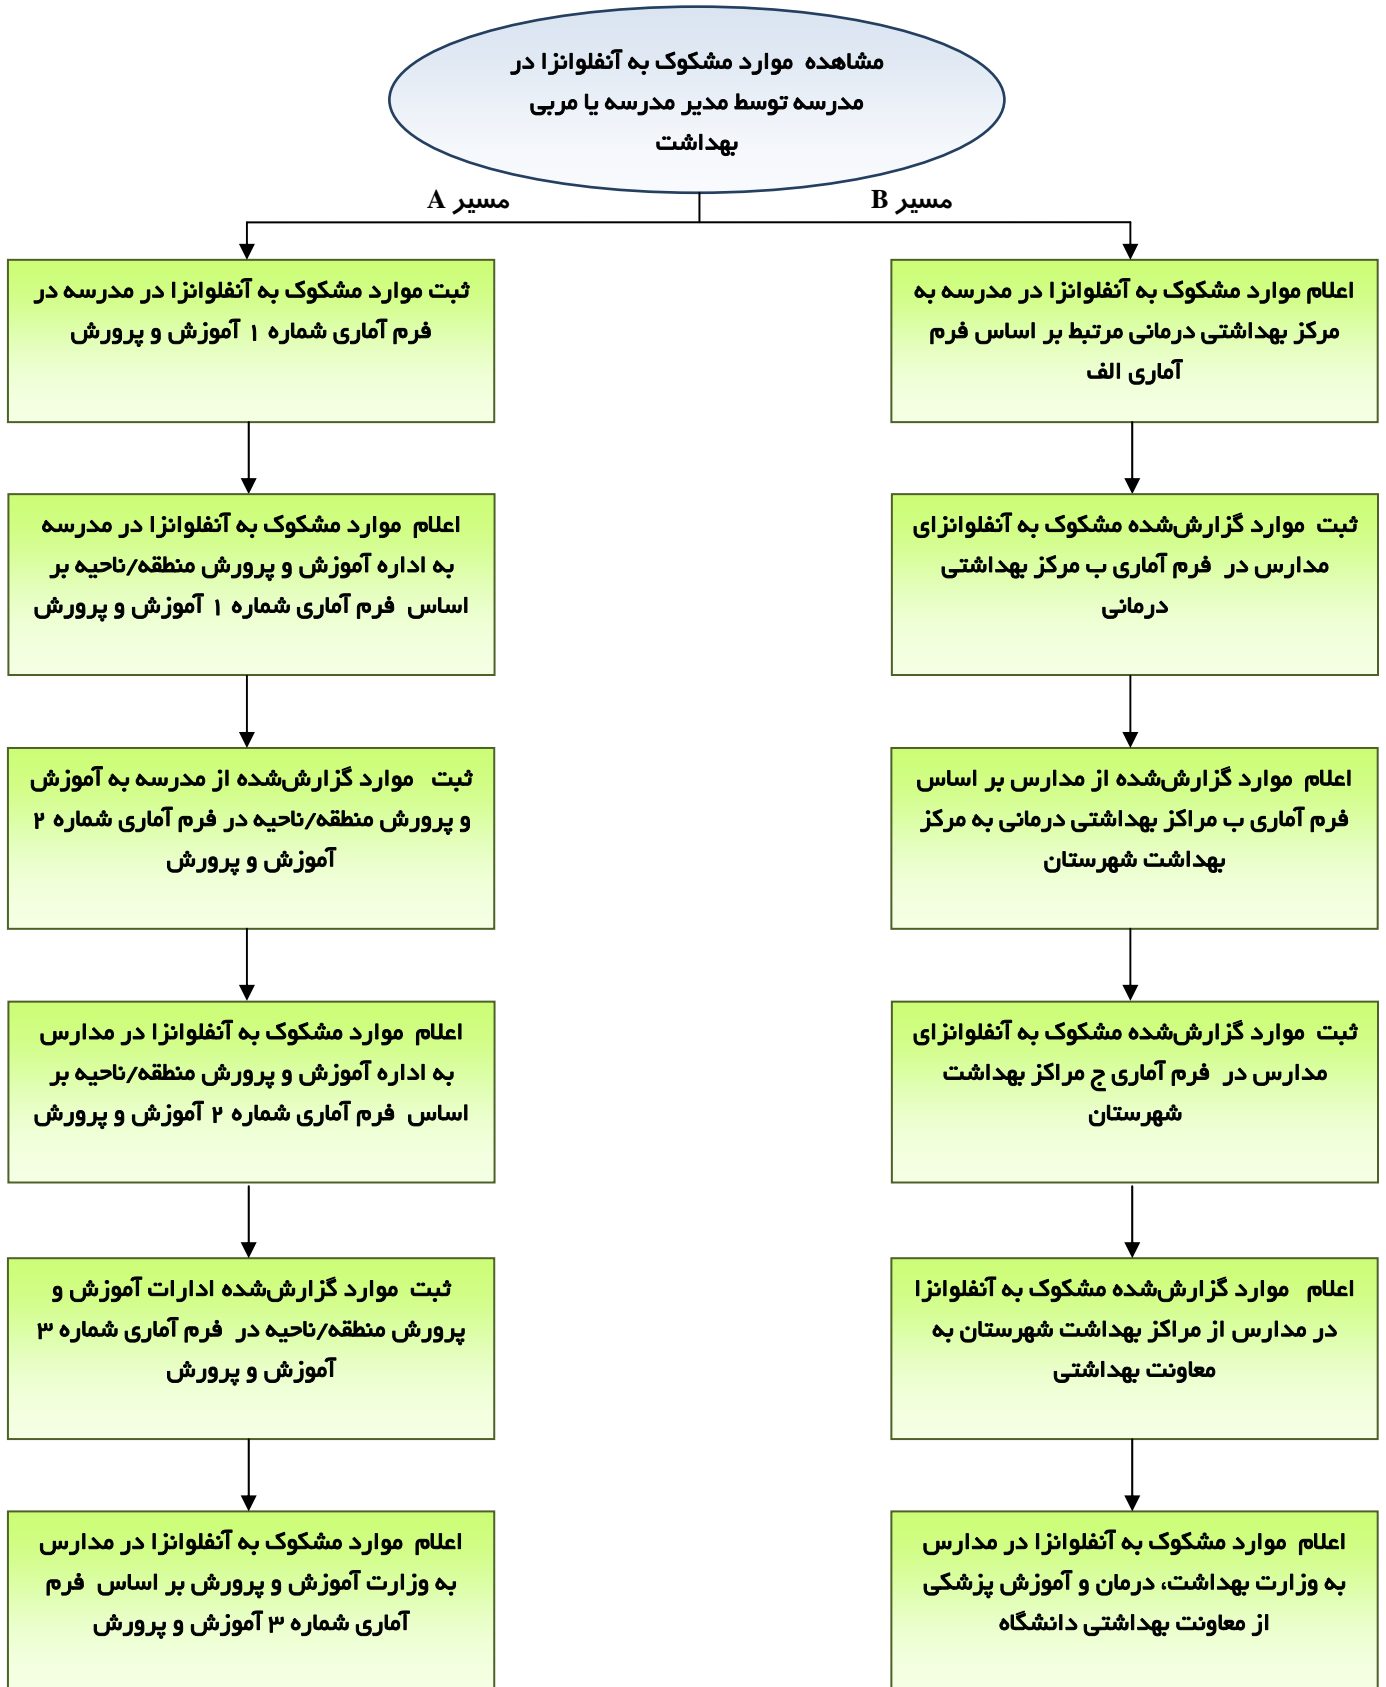 مشاهده موارد مشکوک به آنفلوانزا در
مدرسه توسط مدیر مدرسه یا مربی
بهداشت
مسیر B
مسیر A
اعلام موارد مشکوک به آنفلوانزا در مدرسه به
مرکز بهداشتی درمانی مرتبط بر اساس فرم
آماری الف
ثبت موارد گزارش‌شده مشکوک به آنفلوانزای
مدارس در فرم آماری ب مرکز بهداشتی
درمانی
اعلام موارد گزارش‌شده از مدارس بر اساس
فرم آماری ب مراکز بهداشتی درمانی به مرکز
بهداشت شهرستان
ثبت موارد گزارش‌شده مشکوک به آنفلوانزای
مدارس در فرم آماری ج مراکز بهداشت
شهرستان
اعلام موارد گزارش‌شده مشکوک به آنفلوانزا
در مدارس از مراکز بهداشت شهرستان به
معاونت بهداشتی
اعلام موارد مشکوک به آنفلوانزا در مدارس
به وزارت بهداشت، درمان و آموزش پزشکی
از معاونت بهداشتی دانشگاه
ثبت موارد مشکوک به آنفلوانزا در مدرسه در
فرم آماری شماره ۱ آموزش و پرورش
اعلام موارد مشکوک به آنفلوانزا در مدرسه
به اداره آموزش و پرورش منطقه/ناحیه بر
اساس فرم آماری شماره ۱ آموزش و پرورش
ثبت موارد گزارش‌شده از مدرسه به آموزش
و پرورش منطقه/ناحیه در فرم آماری شماره ۲
آموزش و پرورش
اعلام موارد مشکوک به آنفلوانزا در مدارس
به اداره آموزش و پرورش منطقه/ناحیه بر
اساس فرم آماری شماره ۲ آموزش و پرورش
ثبت موارد گزارش‌شده ادارات آموزش و
پرورش منطقه/ناحیه در فرم آماری شماره ۳
آموزش و پرورش
اعلام موارد مشکوک به آنفلوانزا در مدارس
به وزارت آموزش و پرورش بر اساس فرم
آماری شماره ۳ آموزش و پرورش